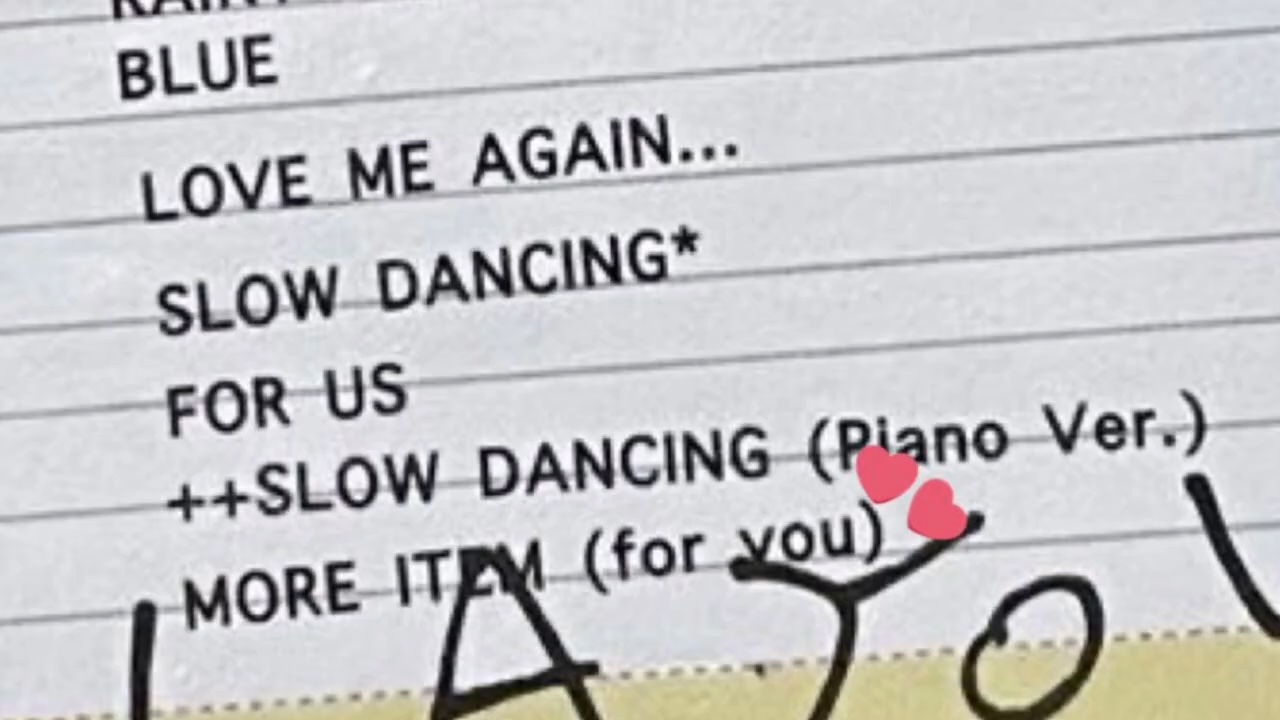 BLUE
LOVE ME AGAIN...
SLOW DANCING*
FOR US
++SLOW DANCING (Piano Ver.)
MORE ITEM (for you)